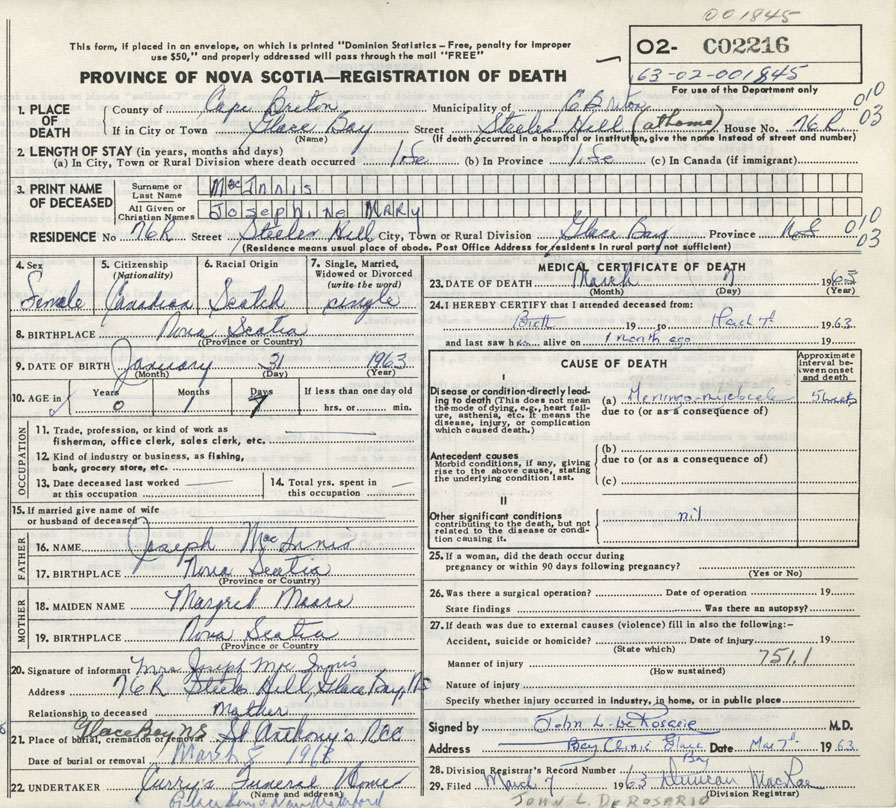 001845
This form, if placed in an envelope, on which is printed "Dominion Statistics – Free, penalty for improper
use $50," and properly addressed will pass through the mail "FREE"
02- C02216
63-02-001845
PROVINCE OF NOVA SCOTIA—REGISTRATION OF DEATH
For use of the Department only
1. PLACE OF DEATH County of Cape Breton Municipality of C Breton 010
If in City or Town Glace Bay Street Steeles Hill (at home) House No. 76 R 03
(Name) (If death occurred in a hospital or institution, give the name instead of street and number)
2. LENGTH OF STAY (in years, months and days)
(a) In City, Town or Rural Division where death occurred life (b) In Province life (c) In Canada (if immigrant)
3. PRINT NAME OF DECEASED Surname or Last Name MacInnis
All Given or Christian Names Josephine MARY
RESIDENCE No 76R Street Steeles Hill City, Town or Rural Division Glace Bay Province N S 010 03
(Residence means usual place of abode. Post Office Address for residents in rural parts not sufficient)
4. Sex Female
5. Citizenship (Nationality) Canadian
6. Racial Origin Scotch
7. Single, Married, Widowed or Divorced (write the word) single
8. BIRTHPLACE Nova Scotia
(Province or Country)
9. DATE OF BIRTH January 31 1963
(Month) (Day) (Year)
10. AGE in Years 0 Months 1 Days 7 If less than one day old hrs. or min.
OCCUPATION
11. Trade, profession, or kind of work as fisherman, office clerk, sales clerk, etc.
12. Kind of industry or business, as fishing, bank, grocery store, etc.
13. Date deceased last worked at this occupation
14. Total yrs. spent in this occupation
15. If married give name of wife or husband of deceased
FATHER
16. NAME Joseph MacInnis
17. BIRTHPLACE Nova Scotia
(Province or Country)
MOTHER
18. MAIDEN NAME Margret Moore
19. BIRTHPLACE Nova Scotia
(Province or Country
20. Signature of informant Mrs Joseph MacInnis
Address 76 R Steeles Hill Glace Bay, NS
Relationship to deceased Mother
21. Place of burial, cremation or removal Glace Bay NS St Anthony's
Date of burial or removal March
22. UNDERTAKER Curry's Funeral Home
(Name and address)
MEDICAL CERTIFICATE OF DEATH
23. DATE OF DEATH March 7 1963
(Month) (Day) (Year)
24. I HEREBY CERTIFY that I attended deceased from:
Birth 19 to March 7th 1963
and last saw h alive on 1 month ago 19
CAUSE OF DEATH
Approximate interval between onset and death
I
Disease or condition directly leading to death (This does not mean the mode of dying, e.g., heart failure, asthenia, etc. It means the disease, injury, or complication which caused death.)
(a) Meningo-myelocele 5 weeks
due to (or as a consequence of)
Antecedent causes
Morbid conditions, if any, giving rise to the above cause, stating the underlying condition last.
(b)
due to (or as a consequence of)
(c)
II
Other significant conditions contributing to the death, but not related to the disease or condition causing it.
nil
25. If a woman, did the death occur during pregnancy or within 90 days following pregnancy?
(Yes or No)
26. Was there a surgical operation? Date of operation 19
State findings Was there an autopsy?
27. If death was due to external causes (violence) fill in also the following:–
Accident, suicide or homicide? Date of injury 19
(State which)
Manner of injury 751.1
(How sustained)
Nature of injury
Specify whether injury occurred in industry, in home, or in public place
Signed by John L. M.D.
Address Bay Clinic Glace Bay Date Mar 7th 1963
28. Division Registrar's Record Number
29. Filed March 7 1963 Duncan MacRae
(Division Registrar)
JOHN L. DEROSARIO